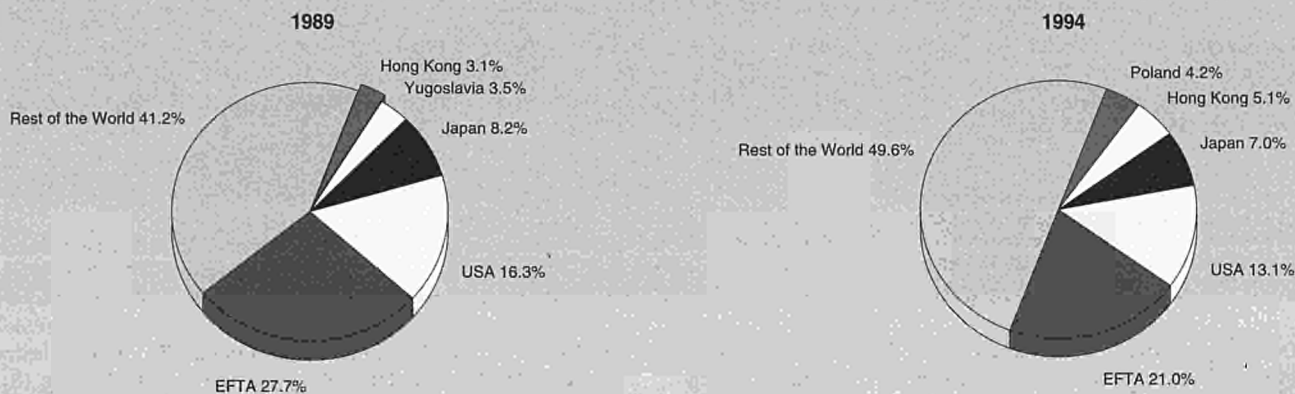 1989
Hong Kong 3.1%
Yugoslavia 3.5%
Rest of the World 41.2%
Japan 8.2%
USA 16.3%
EFTA 27.7%
1994
Poland 4.2%
Hong Kong 5.1%
Japan 7.0%
Rest of the World 49.6%
USA 13.1%
EFTA 21.0%